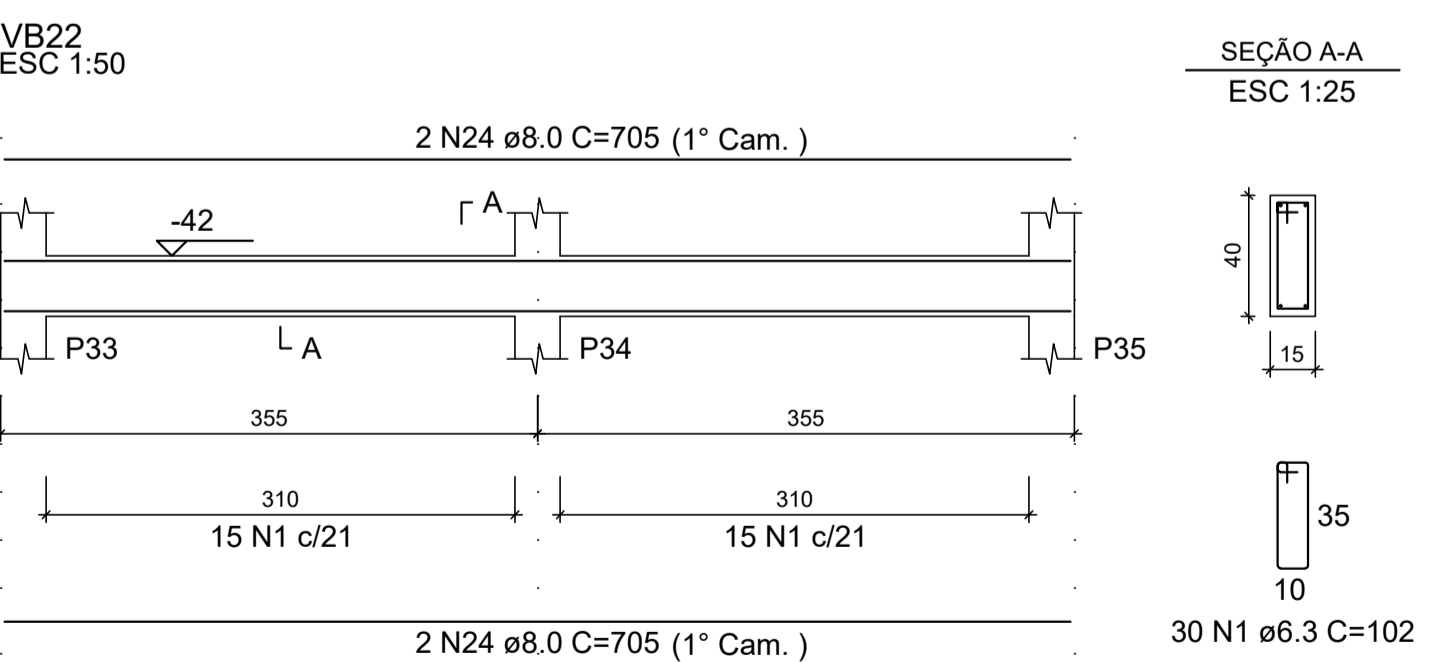 VB22
ESC 1:50
SEÇÃO A-A
ESC 1:25
2 N24 ø8.0 C=705 (1° Cam. )
A
-42
40
P33
A
P34
P35
15
355
355
310
310
15 N1 c/21
15 N1 c/21
35
10
30 N1 ø6.3 C=102
2 N24 ø8.0 C=705 (1° Cam. )